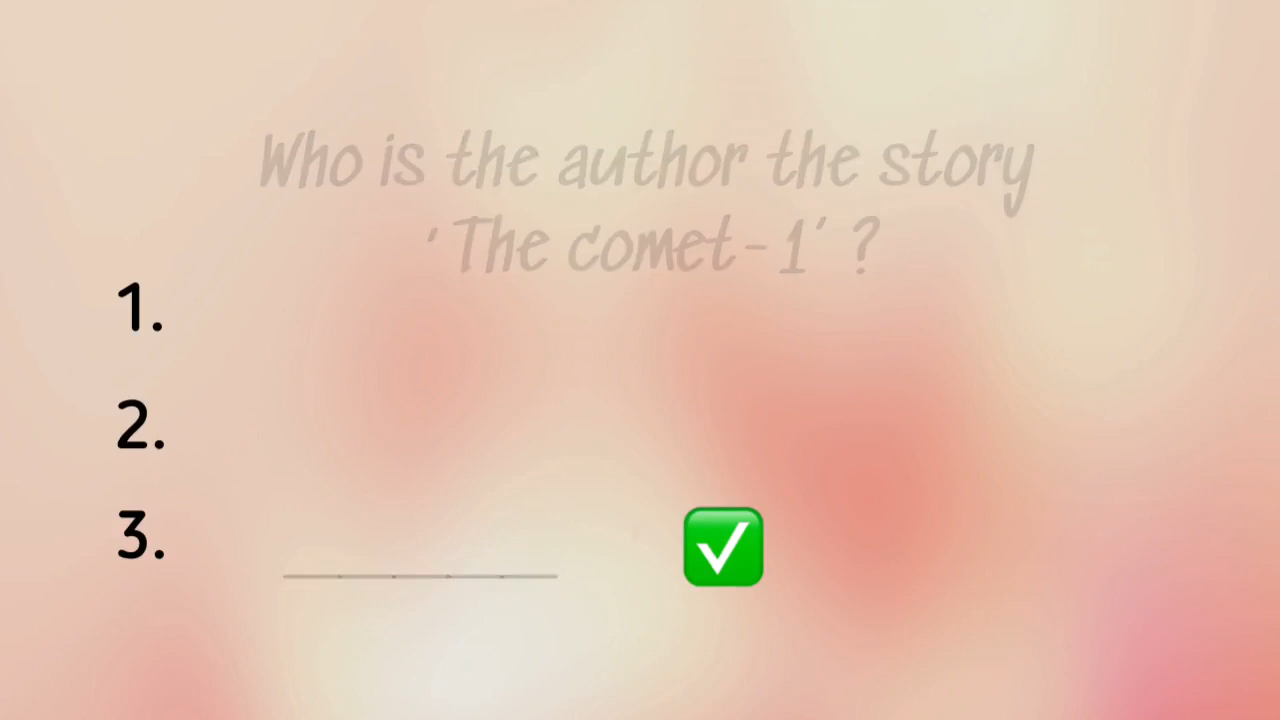 Who is the author the story
‘ The comet - 1’ ?
1.
2.
3.